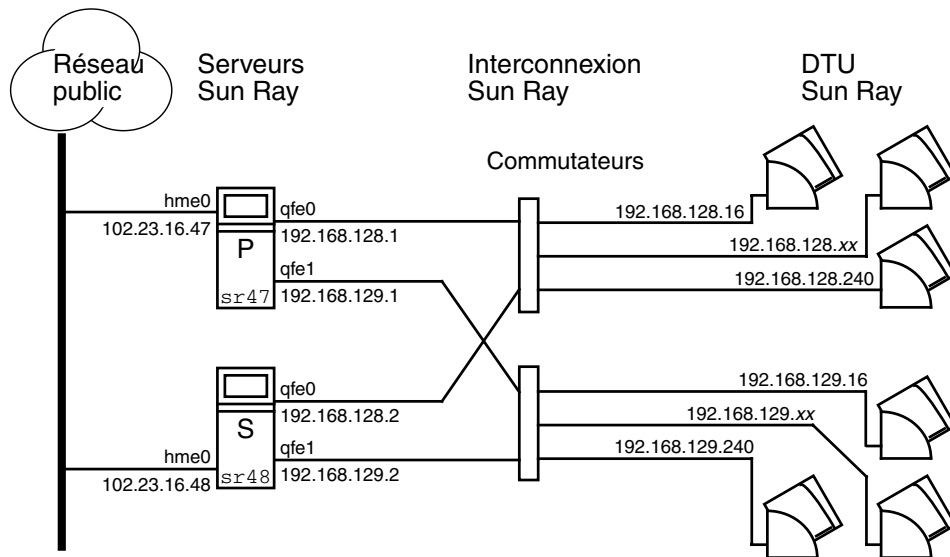 Réseau
public
Serveurs
Sun Ray
Interconnexion
Sun Ray
DTU
Sun Ray
Commutateurs
hme0
102.23.16.47
P
sr47
qfe0
192.168.128.1
qfe1
192.168.129.1
192.168.128.16
192.168.128.xx
192.168.128.240
hme0
102.23.16.48
S
sr48
qfe0
192.168.128.2
qfe1
192.168.129.2
192.168.129.16
192.168.129.xx
192.168.129.240